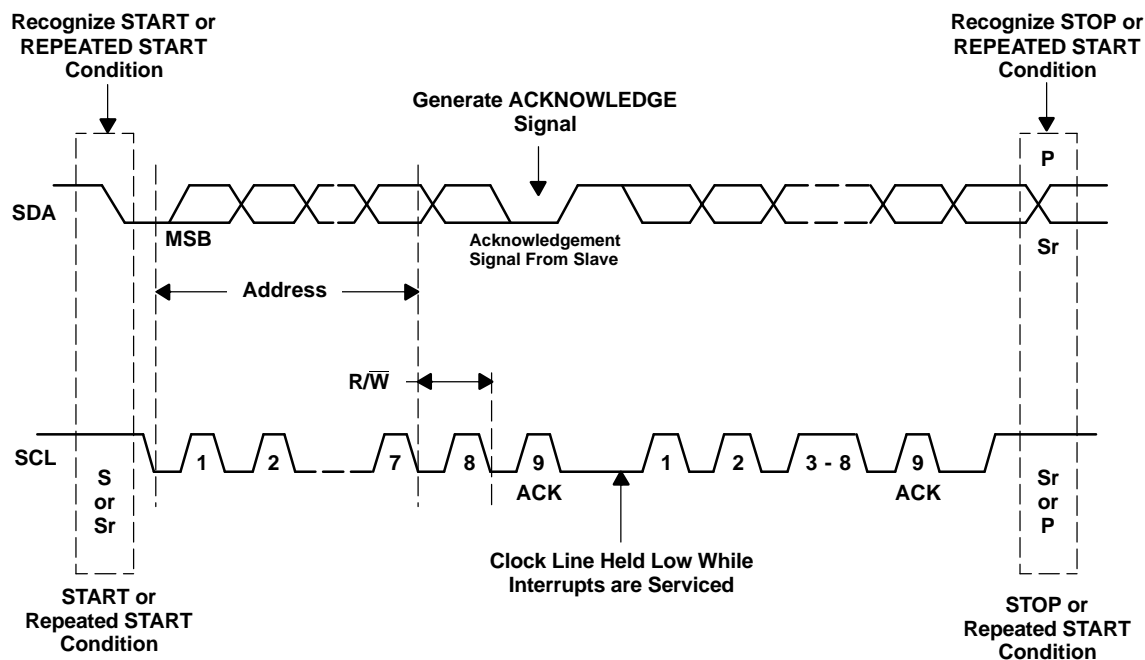 Recognize START or
REPEATED START
Condition
Recognize STOP or
REPEATED START
Condition
Generate ACKNOWLEDGE
Signal
P
SDA
MSB
Acknowledgement
Signal From Slave
Sr
Address
R/W̅
SCL
1
2
7
8
9
1
2
3 - 8
9
ACK
ACK
S
or
Sr
Sr
or
P
Clock Line Held Low While
Interrupts are Serviced
START or
Repeated START
Condition
STOP or
Repeated START
Condition